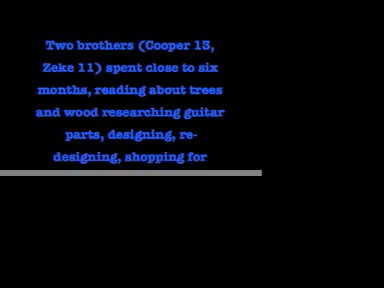 Two brothers (Cooper 13,
Zeke 11) spent close to six
months, reading about trees
and wood researching guitar
parts, designing, re-
designing, shopping for